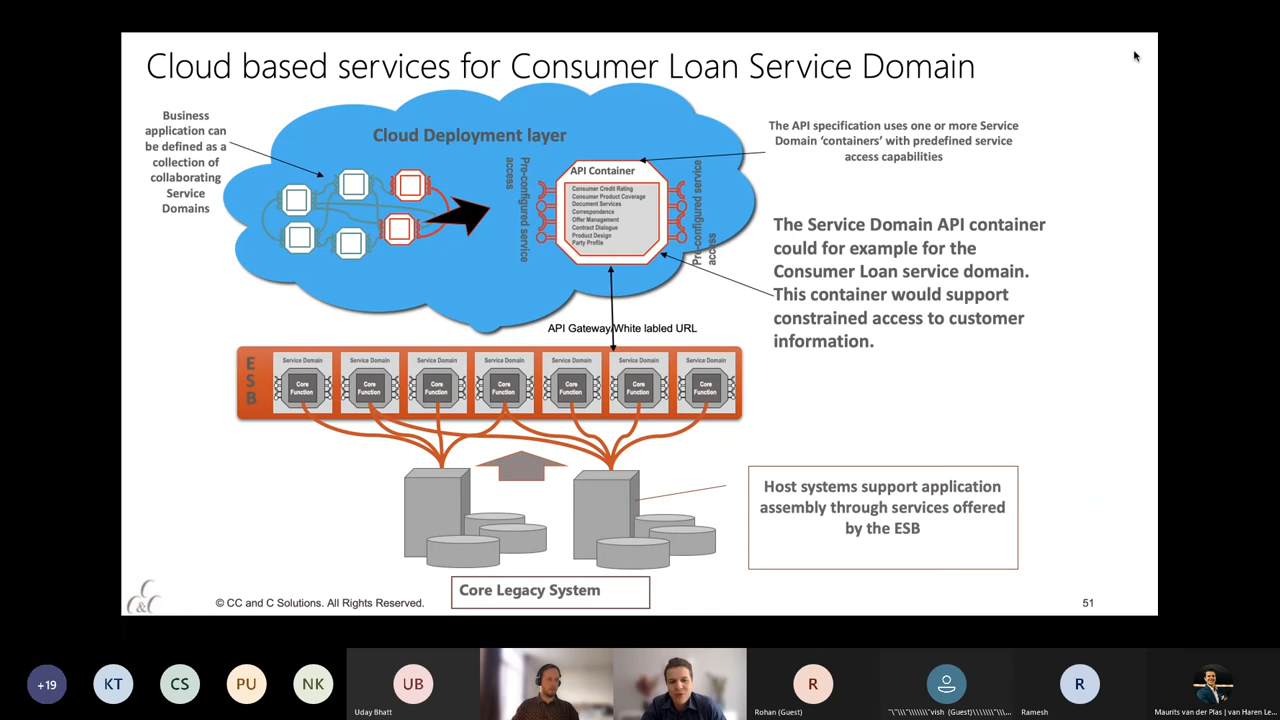 Cloud based services for Consumer Loan Service Domain
Business
application can
be defined as a
collection of
collaborating
Service
Domains
Cloud Deployment layer
Pre-configured service
access
API Container
Consumer Credit Rating
Consumer Product Coverage
Document Services
Correspondence
Offer Management
Contract Dialogue
Product Design
Party Profile
Pre-configured service
access
The API specification uses one or more Service
Domain ‘containers’ with predefined service
access capabilities
The Service Domain API container
could for example for the
Consumer Loan service domain.
This container would support
constrained access to customer
information.
API Gateway/White labled URL
ESB
Service Domain
Core
Function
Service Domain
Core
Function
Service Domain
Core
Function
Service Domain
Core
Function
Service Domain
Core
Function
Service Domain
Core
Function
Service Domain
Core
Function
Host systems support application
assembly through services offered
by the ESB
Core Legacy System
C
C&C
© CC and C Solutions. All Rights Reserved.
51
+19
KT
CS
PU
NK
UB
Uday Bhatt
R
Rohan (Guest)
R
Ramesh
Maurits van der Plas | van Haren Le...